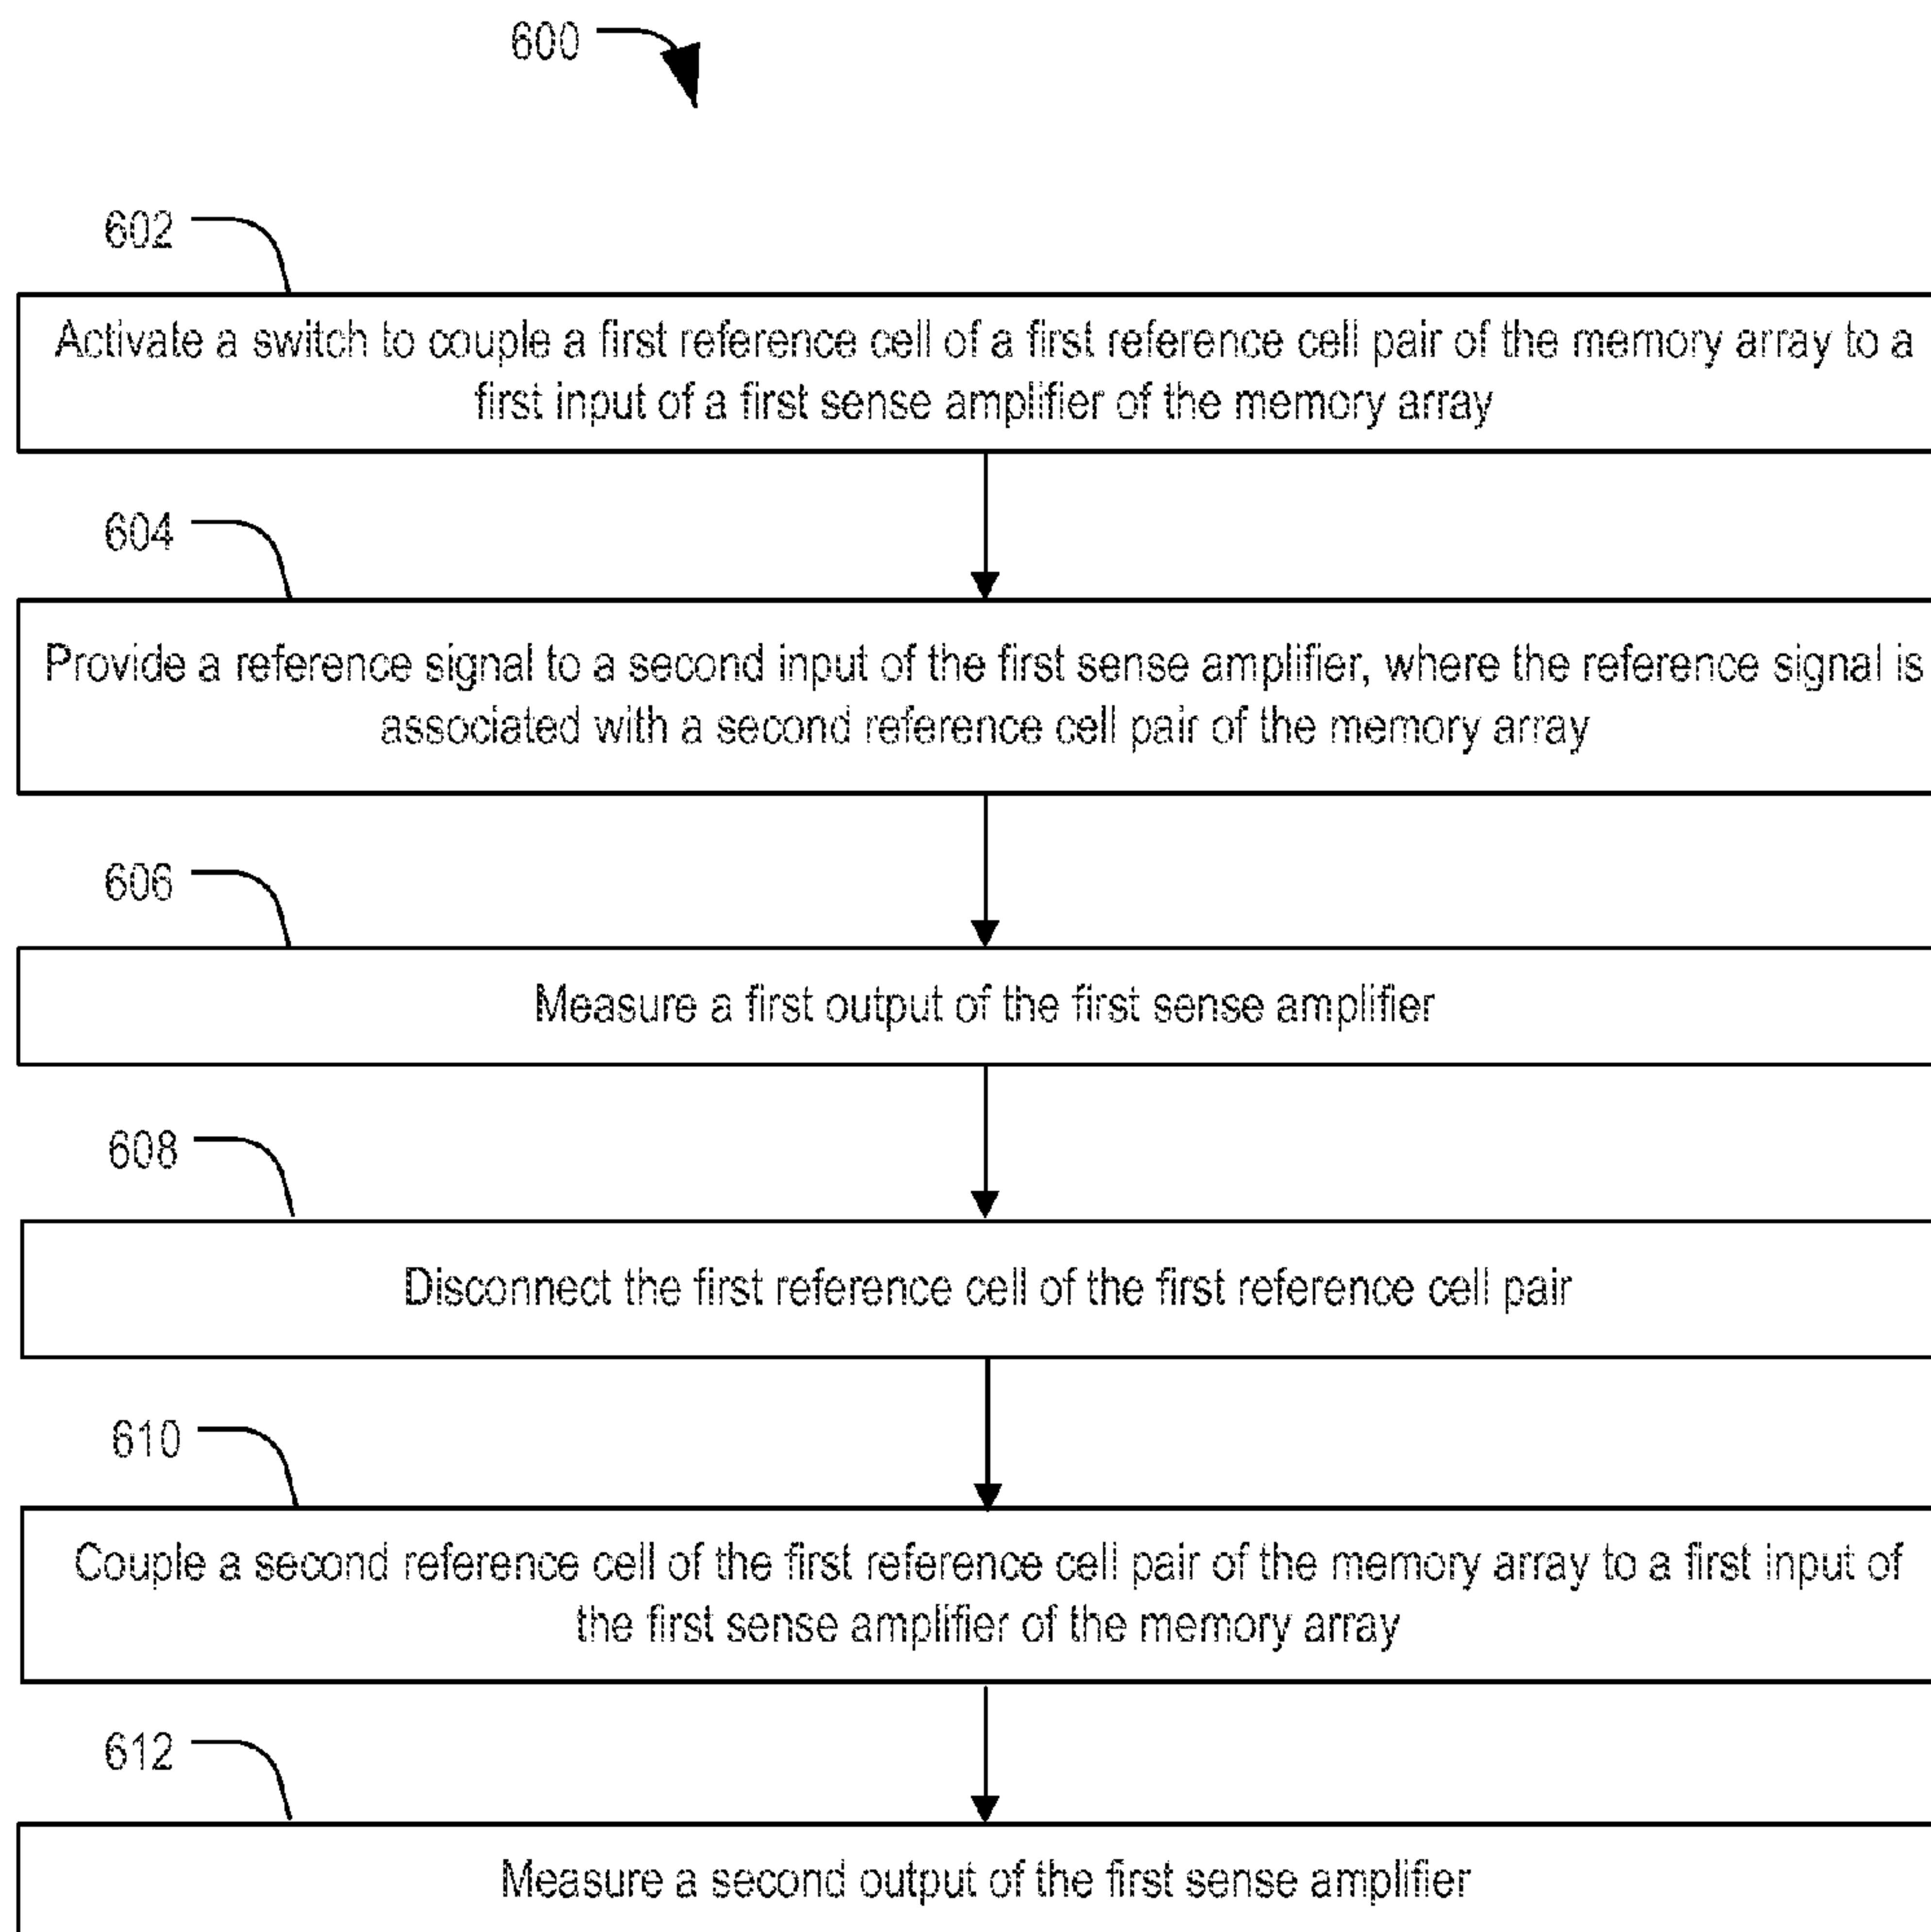 600
602
Activate a switch to couple a first reference cell of a first reference cell pair of the memory array to a
first input of a first sense amplifier of the memory array
604
Provide a reference signal to a second input of the first sense amplifier, where the reference signal is
associated with a second reference cell pair of the memory array
606
Measure a first output of the first sense amplifier
608
Disconnect the first reference cell of the first reference cell pair
610
Couple a second reference cell of the first reference cell pair of the memory array to a first input of
the first sense amplifier of the memory array
612
Measure a second output of the first sense amplifier